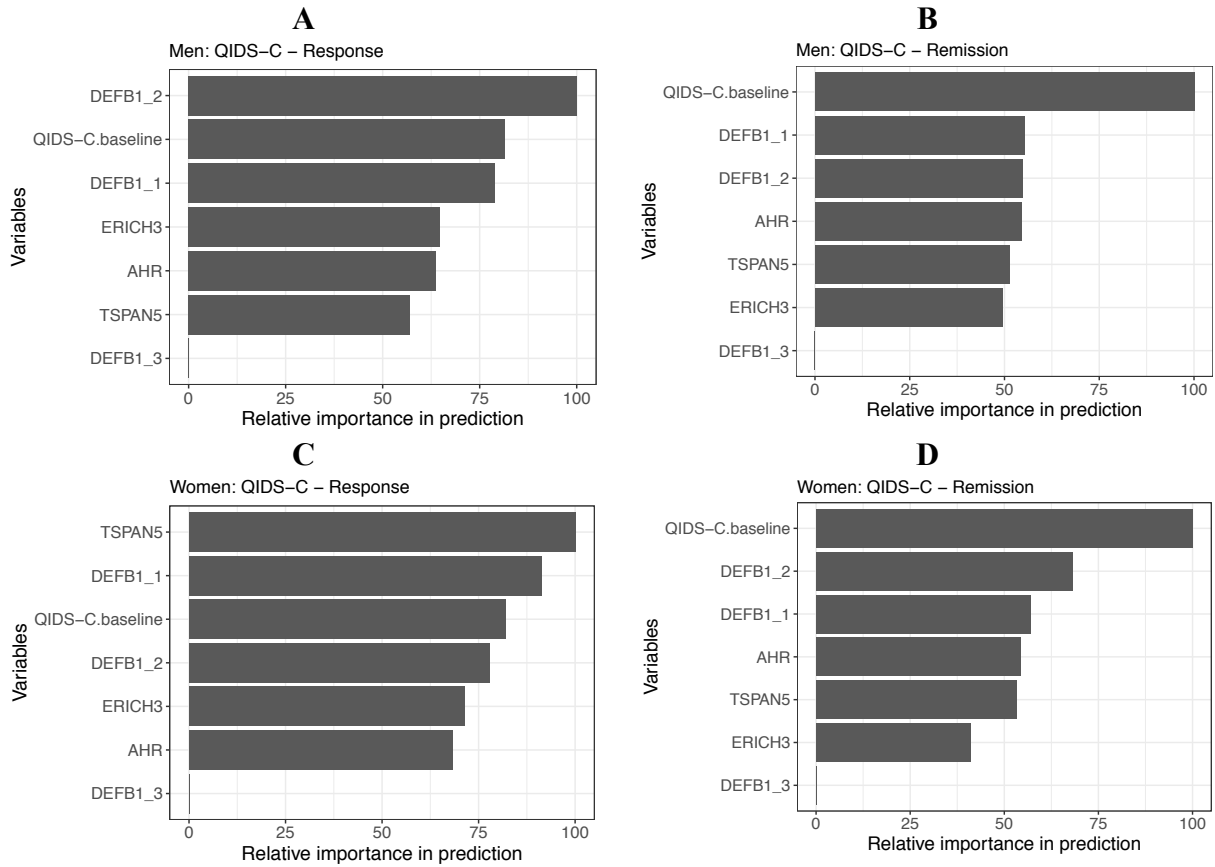 A
Men: QIDS−C − Response
Variables
DEFB1_2
QIDS−C.baseline
DEFB1_1
ERICH3
AHR
TSPAN5
DEFB1_3
0 25 50 75 100
Relative importance in prediction
B
Men: QIDS−C − Remission
Variables
QIDS−C.baseline
DEFB1_1
DEFB1_2
AHR
TSPAN5
ERICH3
DEFB1_3
0 25 50 75 100
Relative importance in prediction
C
Women: QIDS−C − Response
Variables
TSPAN5
DEFB1_1
QIDS−C.baseline
DEFB1_2
ERICH3
AHR
DEFB1_3
0 25 50 75 100
Relative importance in prediction
D
Women: QIDS−C − Remission
Variables
QIDS−C.baseline
DEFB1_2
DEFB1_1
AHR
TSPAN5
ERICH3
DEFB1_3
0 25 50 75 100
Relative importance in prediction